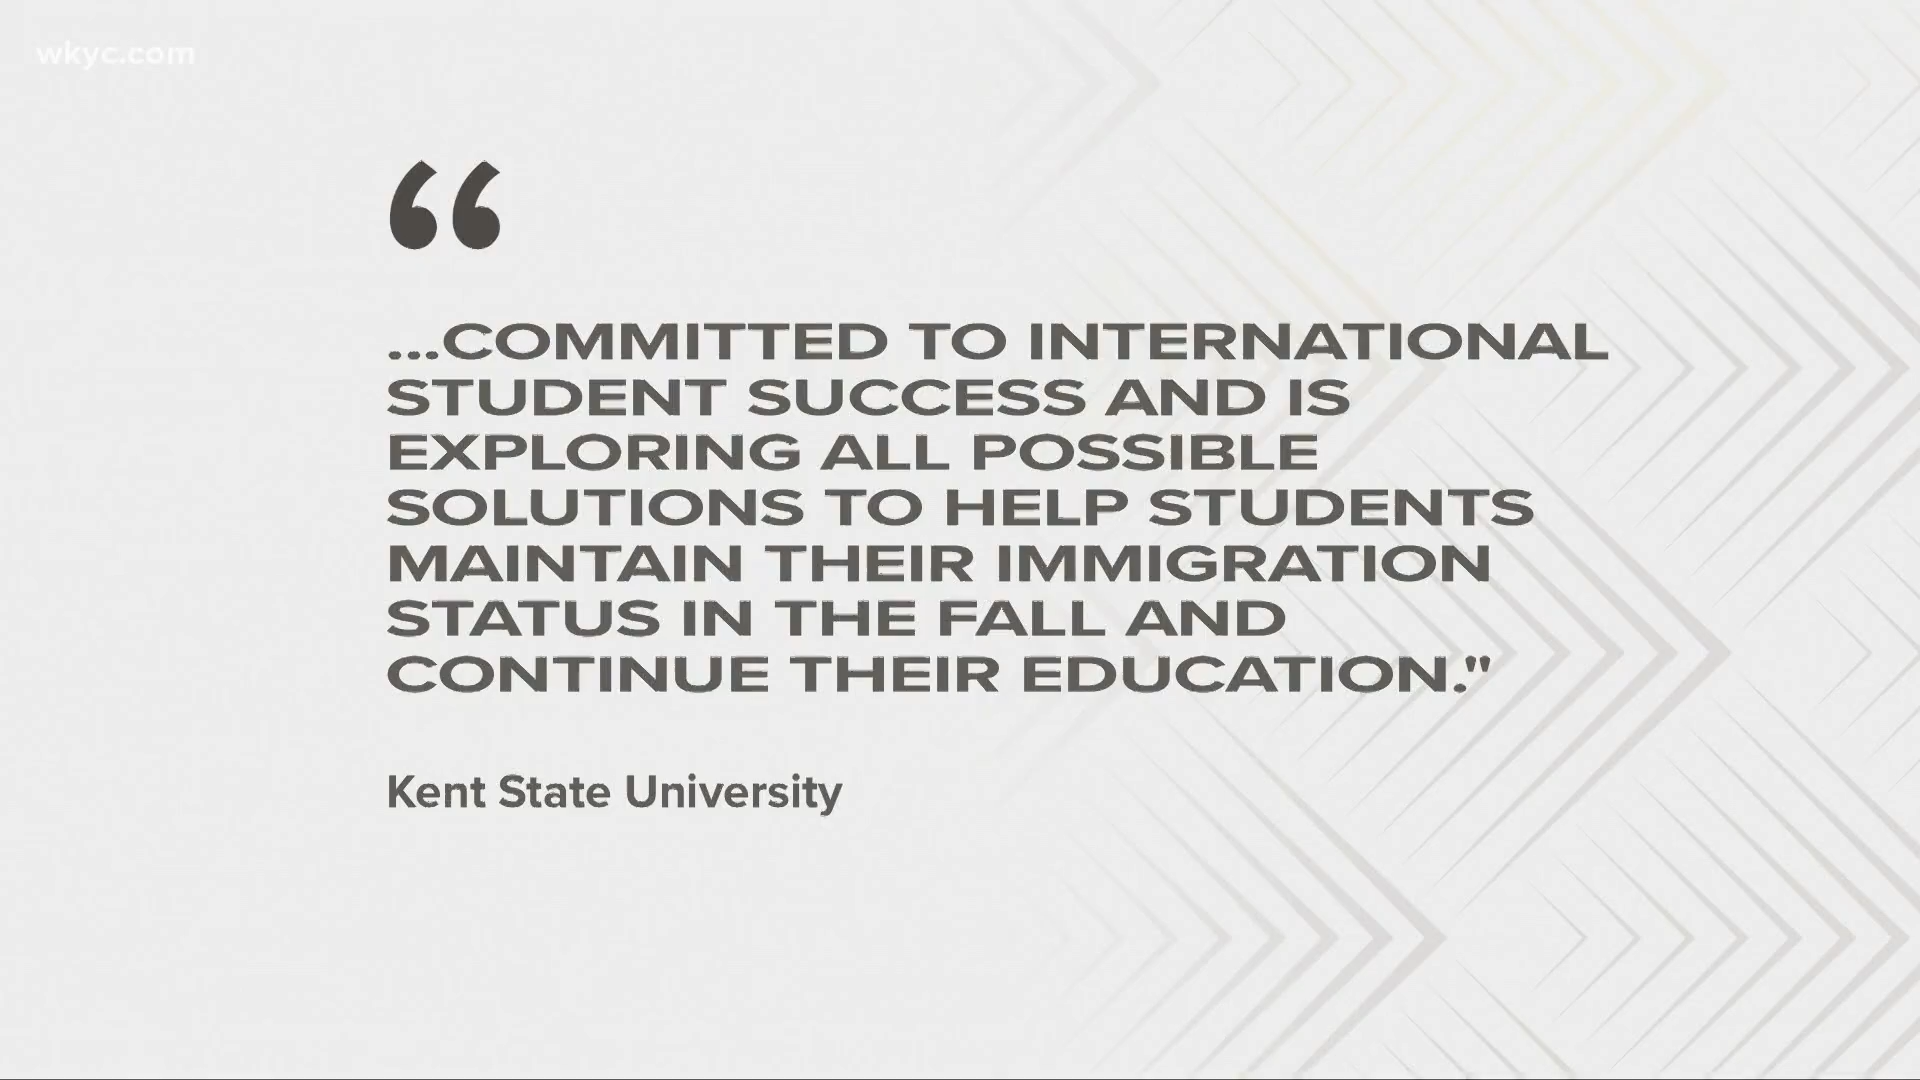 wkyc.com
“
...COMMITTED TO INTERNATIONAL
STUDENT SUCCESS AND IS
EXPLORING ALL POSSIBLE
SOLUTIONS TO HELP STUDENTS
MAINTAIN THEIR IMMIGRATION
STATUS IN THE FALL AND
CONTINUE THEIR EDUCATION."
Kent State University